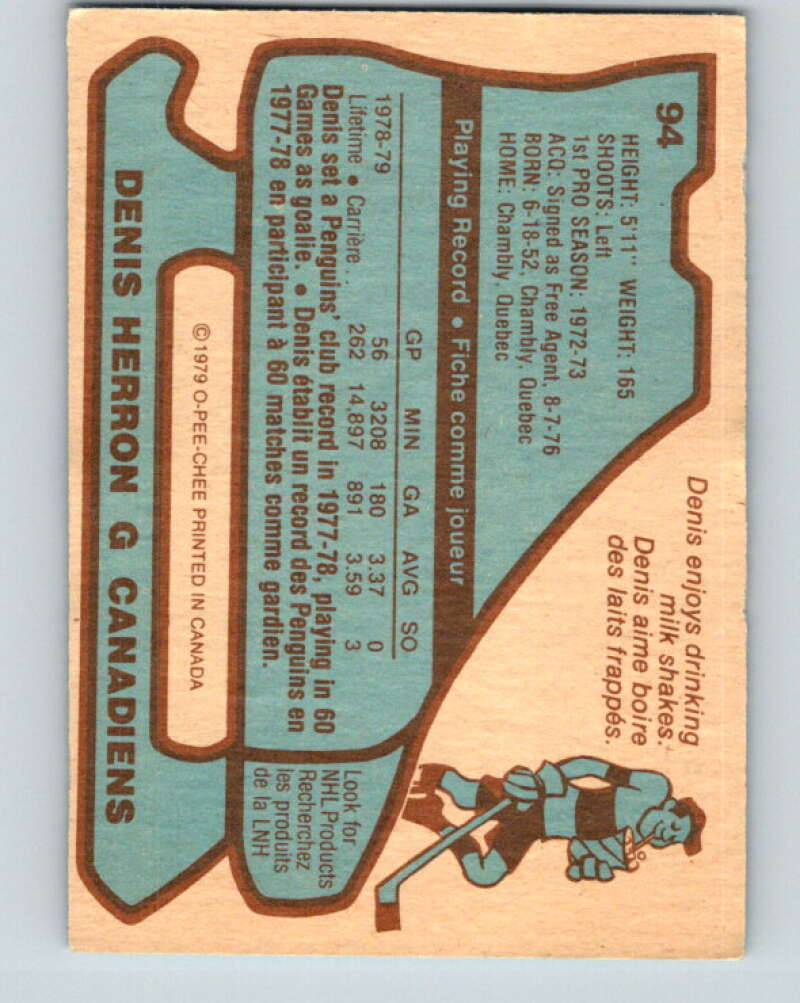 94
HEIGHT: 5'11" WEIGHT: 165
SHOOTS: Left
1st PRO SEASON: 1972-73
ACQ: Signed as Free Agent, 8-7-76
BORN: 6-18-52, Chambly, Quebec
HOME: Chambly, Quebec
Denis enjoys drinking
milk shakes.
Denis aime boire
des laits frappés.
Playing Record • Fiche comme joueur
GP MIN GA AVG SO
1978-79 56 3208 180 3.37 0
Lifetime • Carrière . . 262 14,897 891 3.59 3
Denis set a Penguins' club record in 1977-78, playing in 60
Games as goalie. • Denis établit un record des Penguins en
1977-78 en participant à 60 matches comme gardien.
Look for
NHL Products
Recherchez
les produits
de la LNH
©1979 O-PEE-CHEE PRINTED IN CANADA
DENIS HERRON G CANADIENS